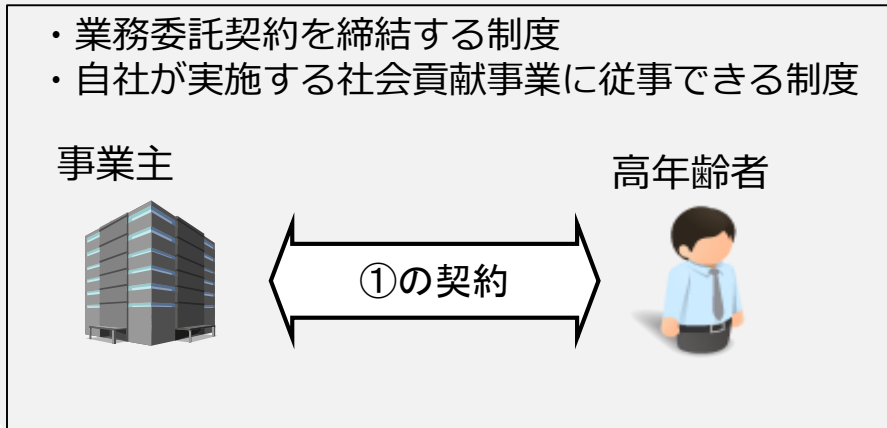 ・業務委託契約を締結する制度
・自社が実施する社会貢献事業に従事できる制度
事業主
高年齢者
①の契約